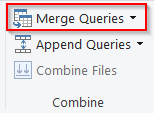 Merge Queries
Append Queries
Combine Files
Combine